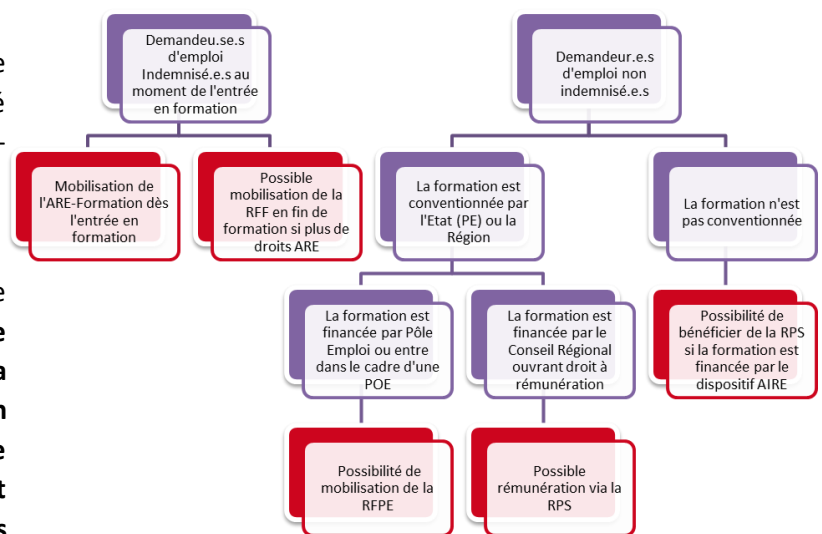 e
é
-
e
e
a
n
e
t
s
Demandeu.se.s
d'emploi
Indemnisé.e.s au
moment de l'entrée
en formation
Demandeur.e.s
d'emploi non
indemnisé.e.s
Mobilisation de
l'ARE-Formation dès
l'entrée en
formation
Possible
mobilisation de la
RFF en fin de
formation si plus de
droits ARE
La formation est
conventionnée par
l'Etat (PE) ou la
Région
La formation n'est
pas conventionnée
La formation est
financée par Pôle
Emploi ou entre
dans le cadre d'une
POE
La formation est
financée par le
Conseil Régional
ouvrant droit à
rémunération
Possibilité de
bénéficier de la RPS
si la formation est
financée par le
dispositif AIRE
Possibilité de
mobilisation de la
RFPE
Possible
rémunération via la
RPS